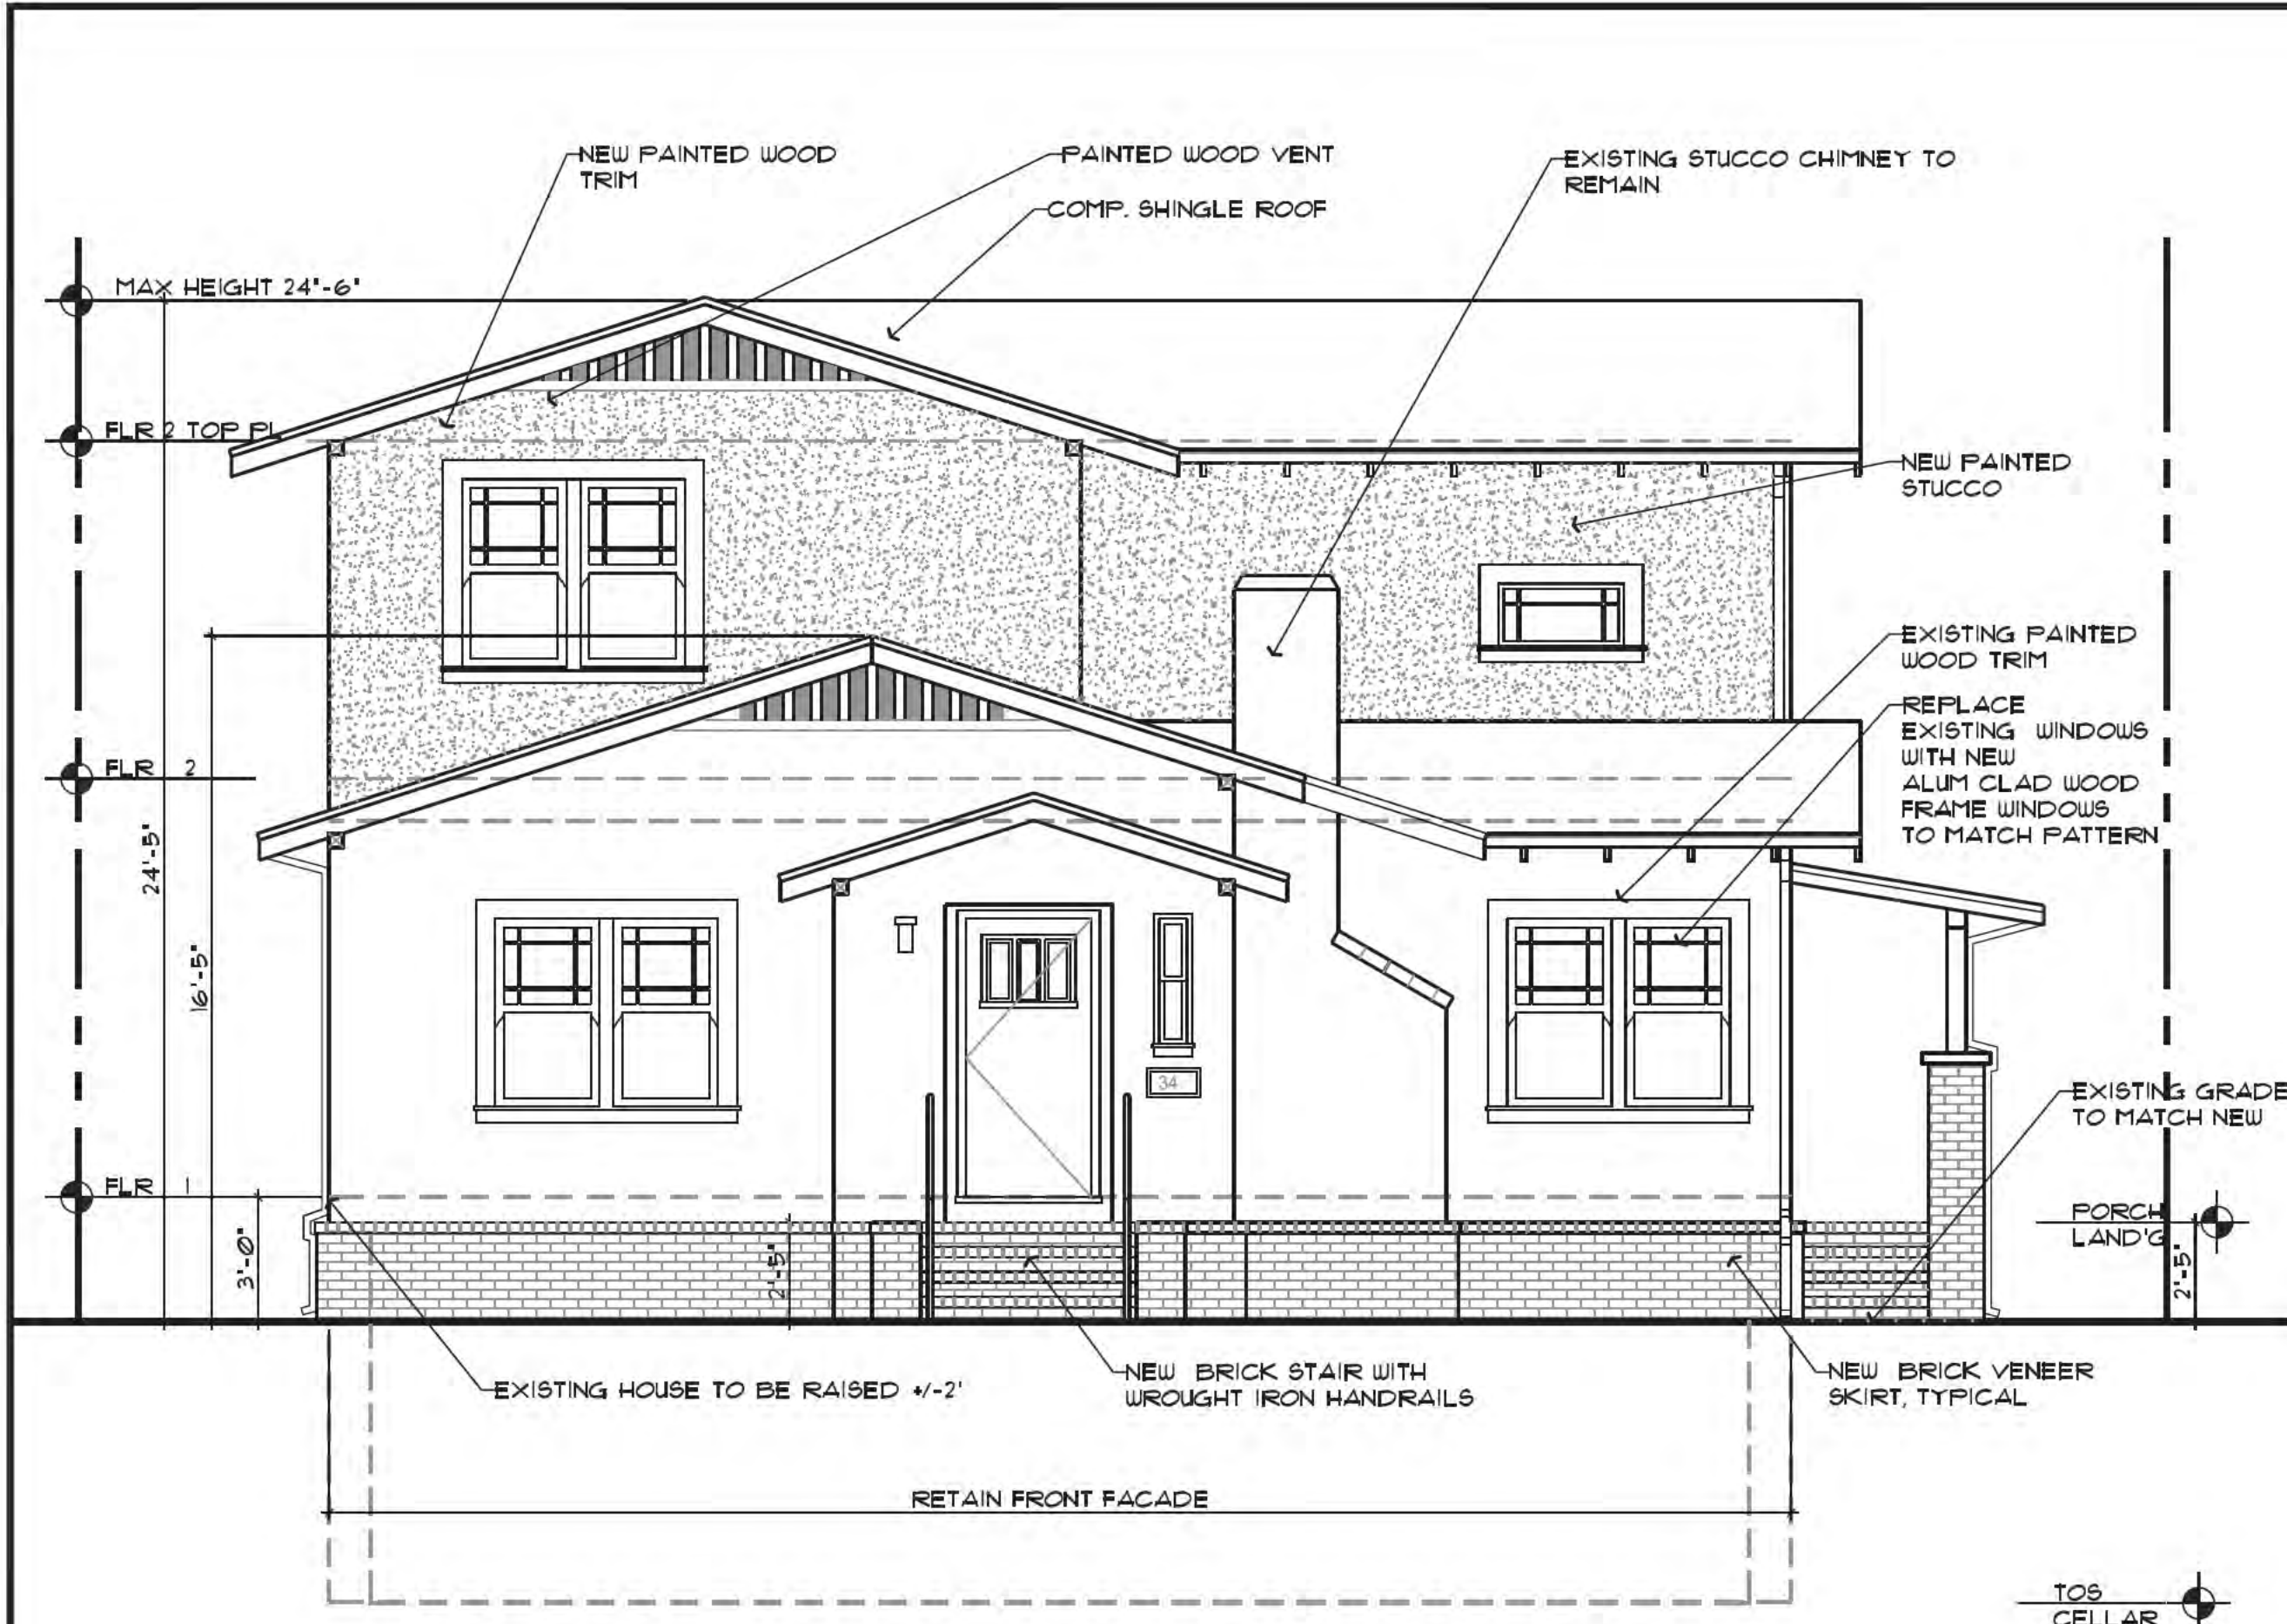 NEW PAINTED WOOD
TRIM
PAINTED WOOD VENT
COMP. SHINGLE ROOF
EXISTING STUCCO CHIMNEY TO
REMAIN
MAX HEIGHT 24'-6"
FLR 2 TOP PL
NEW PAINTED
STUCCO
EXISTING PAINTED
WOOD TRIM
REPLACE
EXISTING WINDOWS
WITH NEW
ALUM CLAD WOOD
FRAME WINDOWS
TO MATCH PATTERN
FLR 2
24'-5"
16'-5"
34
EXISTING GRADE
TO MATCH NEW
FLR 1
3'-0"
2'-5"
PORCH
LAND'G
2'-5"
EXISTING HOUSE TO BE RAISED +/-2'
NEW BRICK STAIR WITH
WROUGHT IRON HANDRAILS
NEW BRICK VENEER
SKIRT, TYPICAL
RETAIN FRONT FACADE
TOS
CELLAR